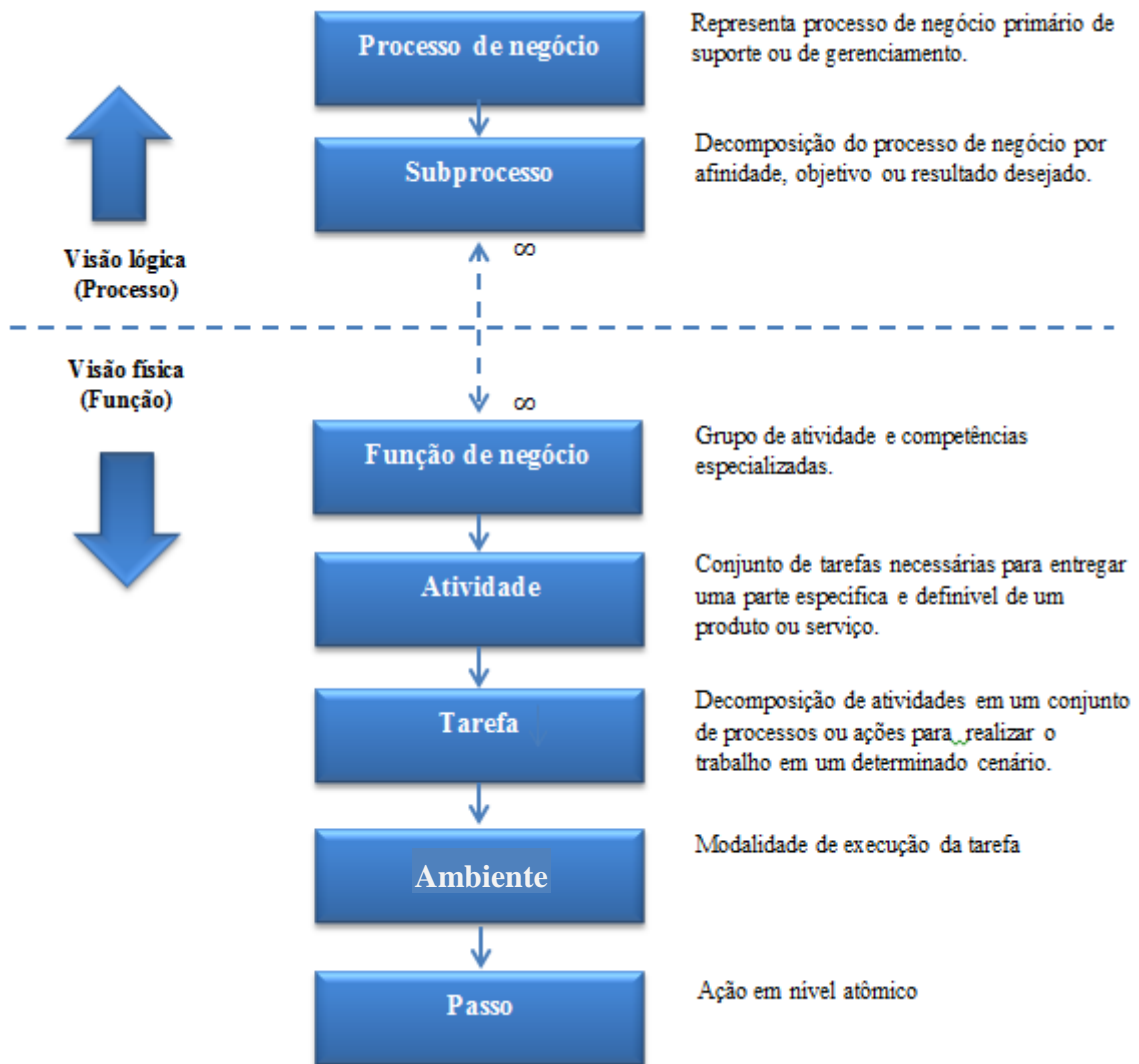 Processo de negócio
Representa processo de negócio primário de
suporte ou de gerenciamento.
Subprocesso
Decomposição do processo de negócio por
afinidade, objetivo ou resultado desejado.
∞
Visão lógica
(Processo)
Visão física
(Função)
∞
Função de negócio
Grupo de atividade e competências
especializadas.
Atividade
Conjunto de tarefas necessárias para entregar
uma parte especifica e definível de um
produto ou serviço.
Tarefa
Decomposição de atividades em um conjunto
de processos ou ações para realizar o
trabalho em um determinado cenário.
Ambiente
Modalidade de execução da tarefa
Passo
Ação em nível atômico